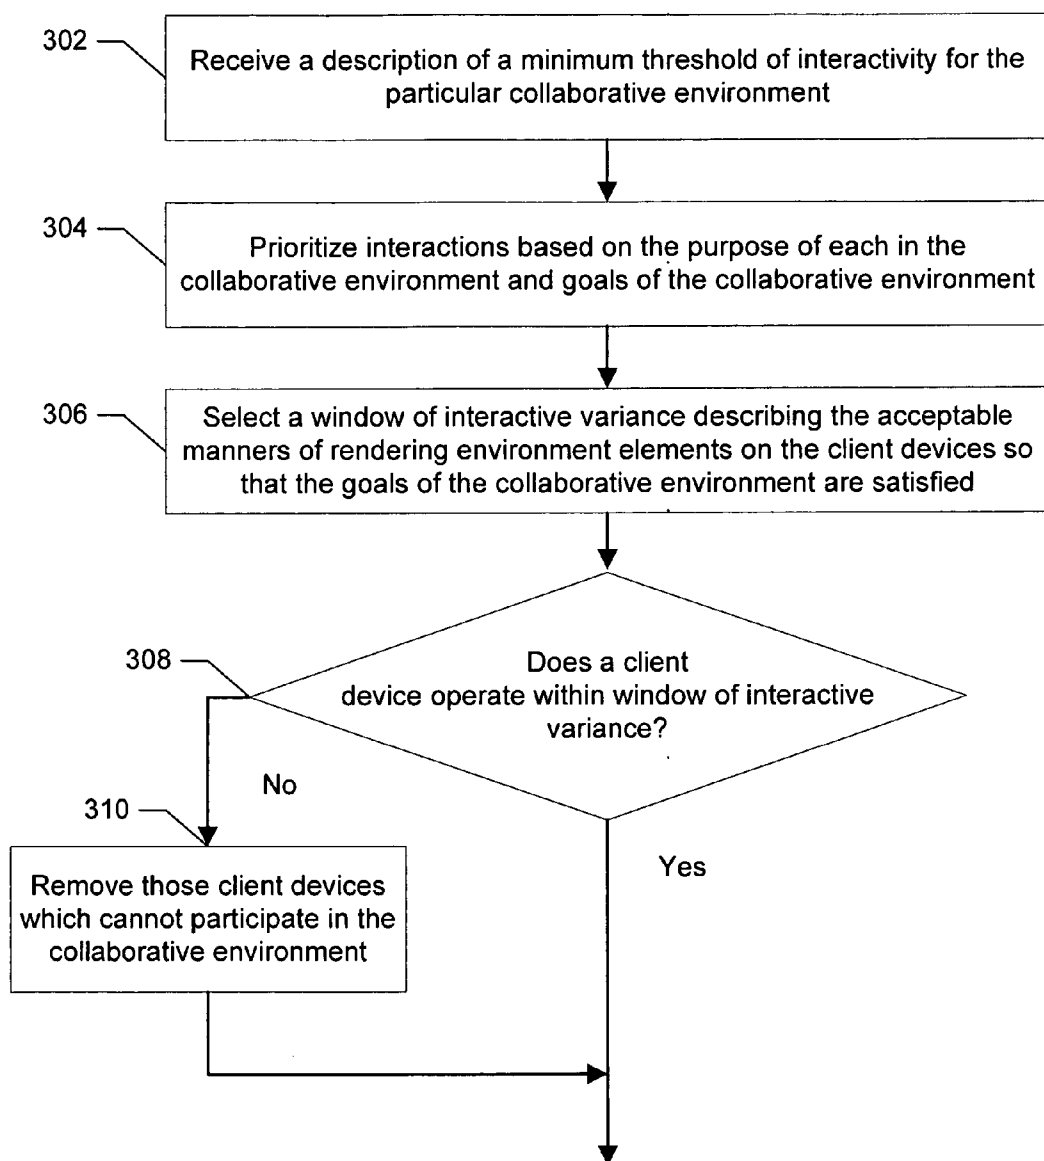 302
Receive a description of a minimum threshold of interactivity for the
particular collaborative environment
304
Prioritize interactions based on the purpose of each in the
collaborative environment and goals of the collaborative environment
306
Select a window of interactive variance describing the acceptable
manners of rendering environment elements on the client devices so
that the goals of the collaborative environment are satisfied
308
Does a client
device operate within window of interactive
variance?
No
310
Yes
Remove those client devices
which cannot participate in the
collaborative environment